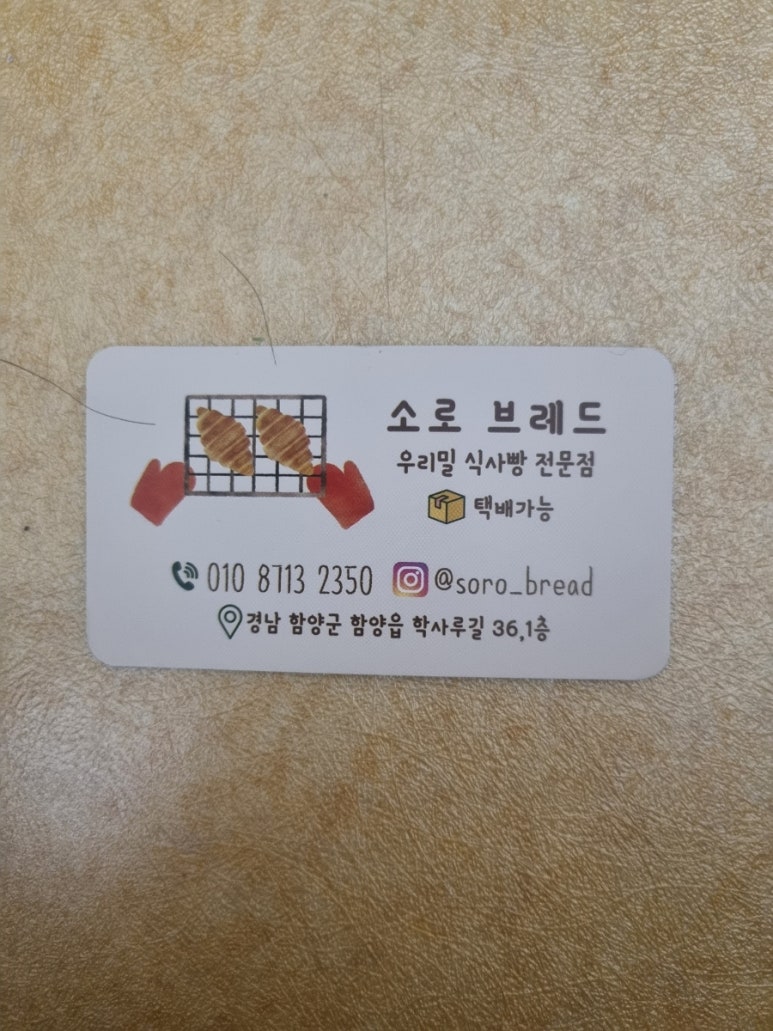 소로 브레드
우리밀 식사빵 전문점
택배가능
010 8713 2350 @soro_bread
경남 함양군 함양읍 학사루길 36,1층